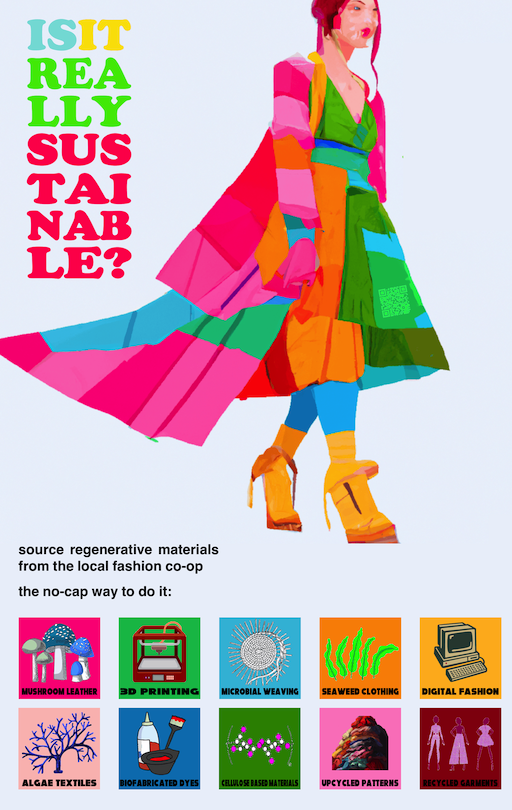 ISIT
REA
LLY
SUS
TAI
NAB
LE?
source regenerative materials
from the local fashion co-op
the no-cap way to do it:
MUSHROOM LEATHER
3D PRINTING
MICROBIAL WEAVING
SEAWEED CLOTHING
DIGITAL FASHION
ALGAE TEXTILES
BIOFABRICATED DYES
CELLULOSE BASED MATERIALS
UPCYCLED PATTERNS
RECYCLED GARMENTS